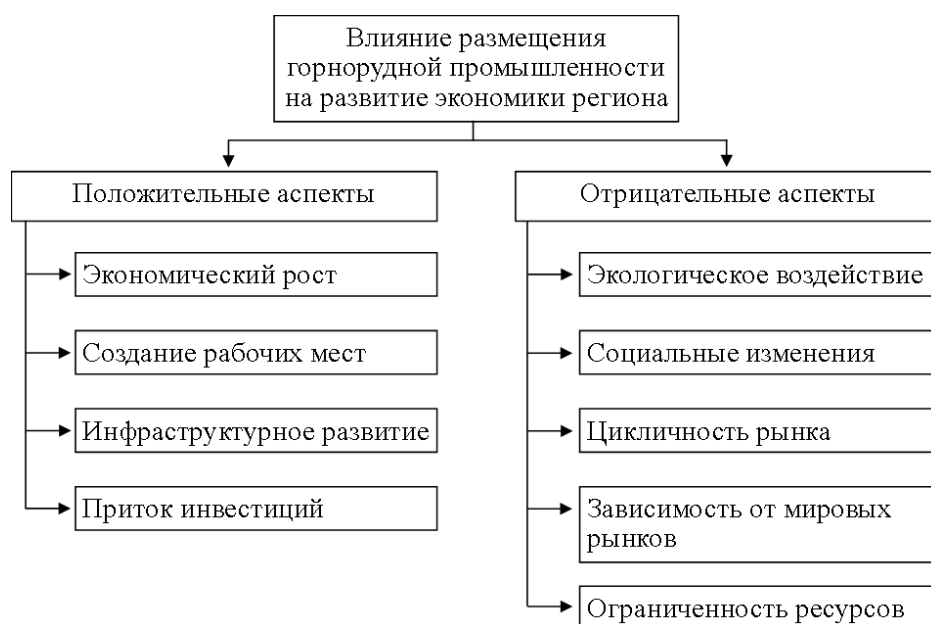 Влияние размещения
горнорудной промышленности
на развитие экономики региона
Положительные аспекты
Экономический рост
Создание рабочих мест
Инфраструктурное развитие
Приток инвестиций
Отрицательные аспекты
Экологическое воздействие
Социальные изменения
Цикличность рынка
Зависимость от мировых
рынков
Ограниченность ресурсов